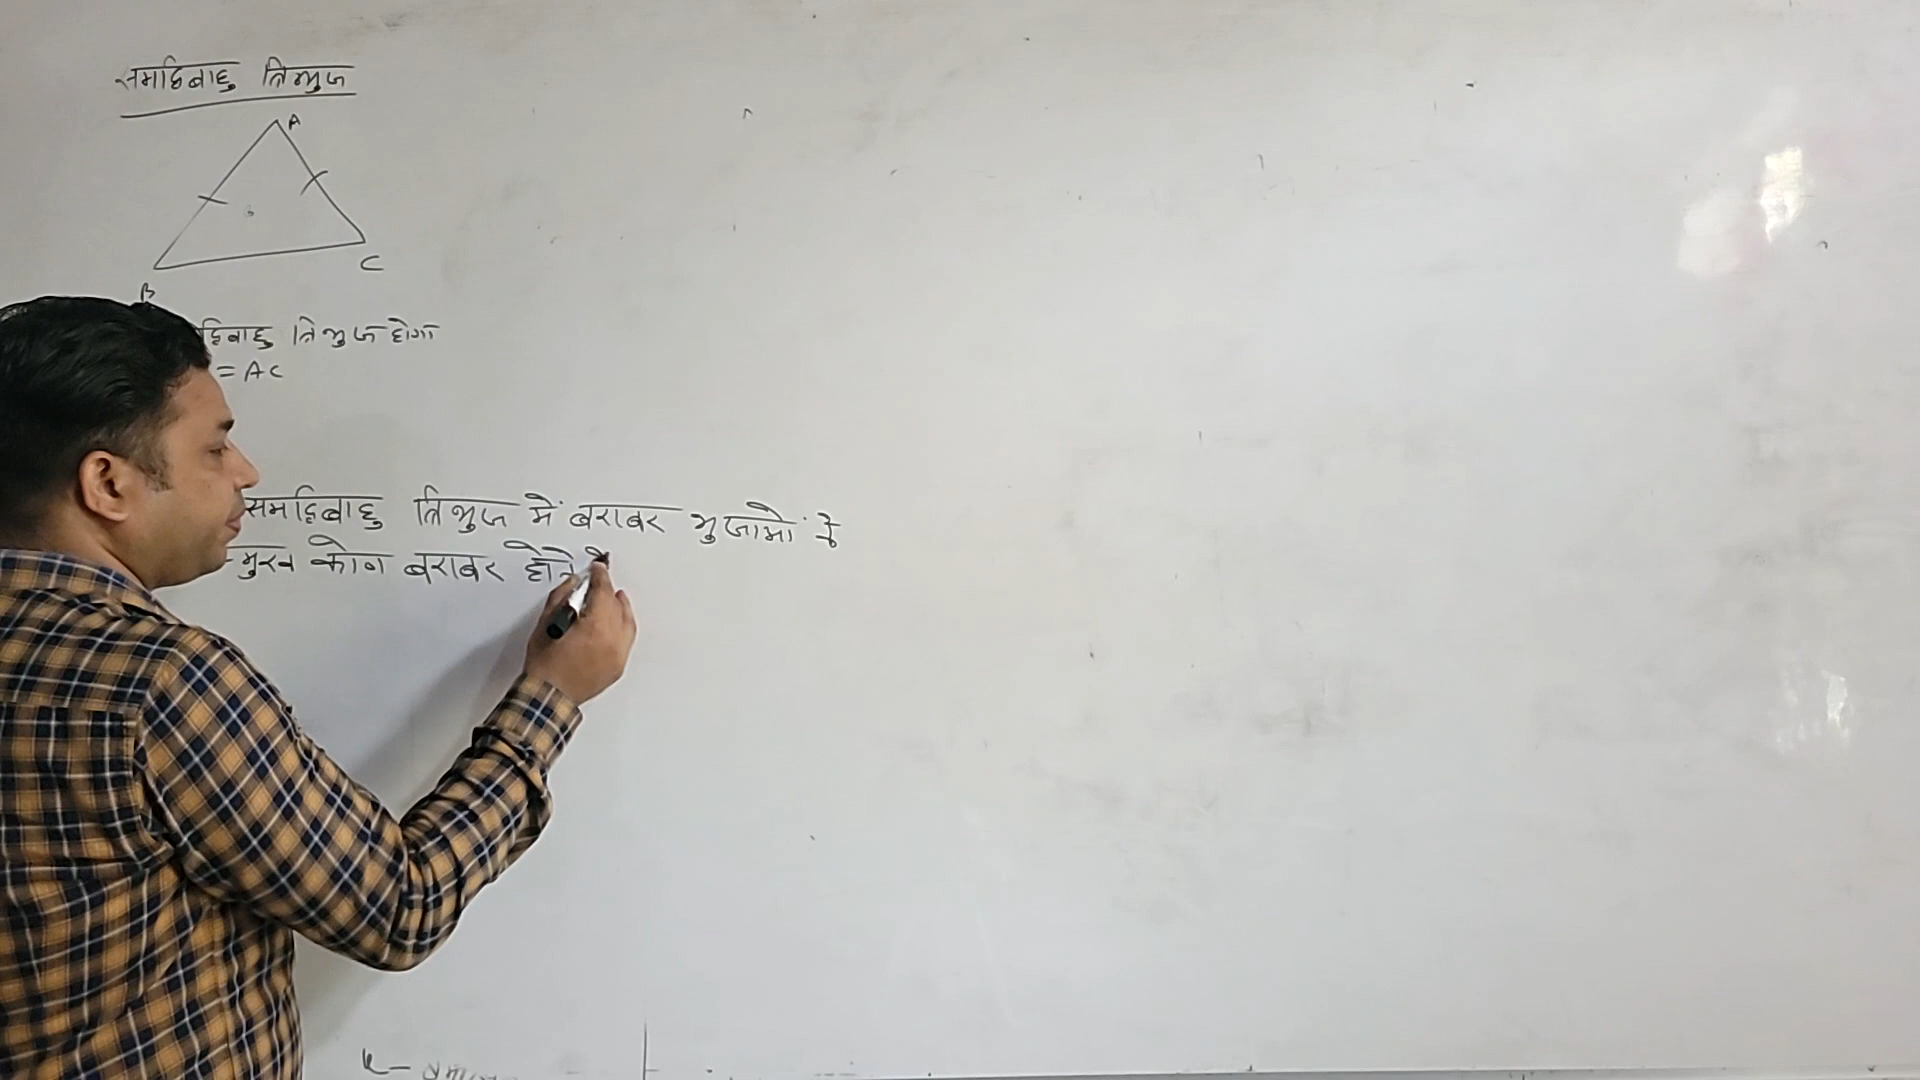 समद्विबाहु त्रिभुज
A
B
C
द्विबाहु त्रिभुज होगा
= AC
समद्विबाहु त्रिभुज में बराबर भुजाओं के
मुख कोण बराबर होते